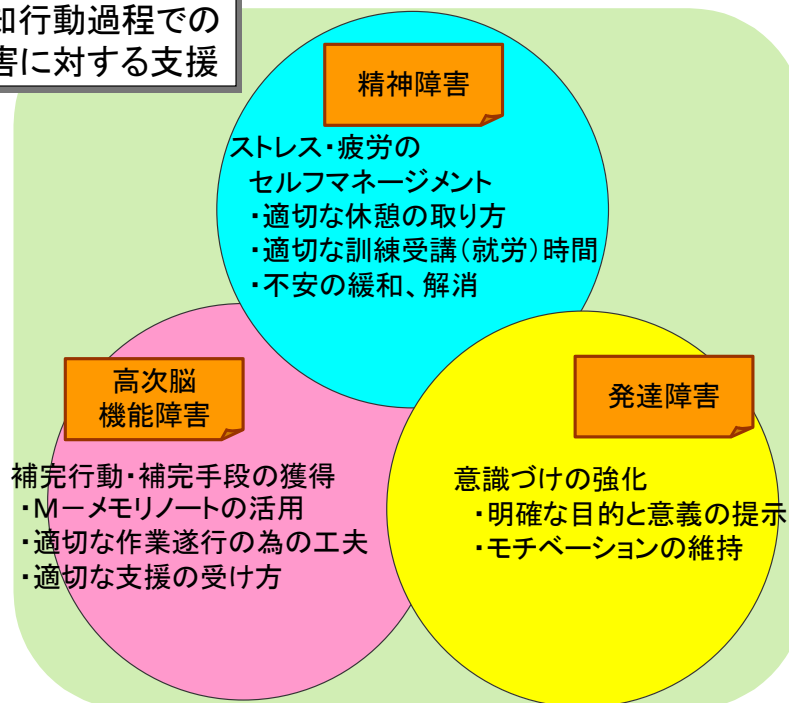 知行動過程での
害に対する支援
精神障害
ストレス・疲労の
セルフマネージメント
・適切な休憩の取り方
・適切な訓練受講(就労)時間
・不安の緩和、解消
高次脳
機能障害
補完行動・補完手段の獲得
・M-メモリノートの活用
・適切な作業遂行の為の工夫
・適切な支援の受け方
発達障害
意識づけの強化
・明確な目的と意義の提示
・モチベーションの維持